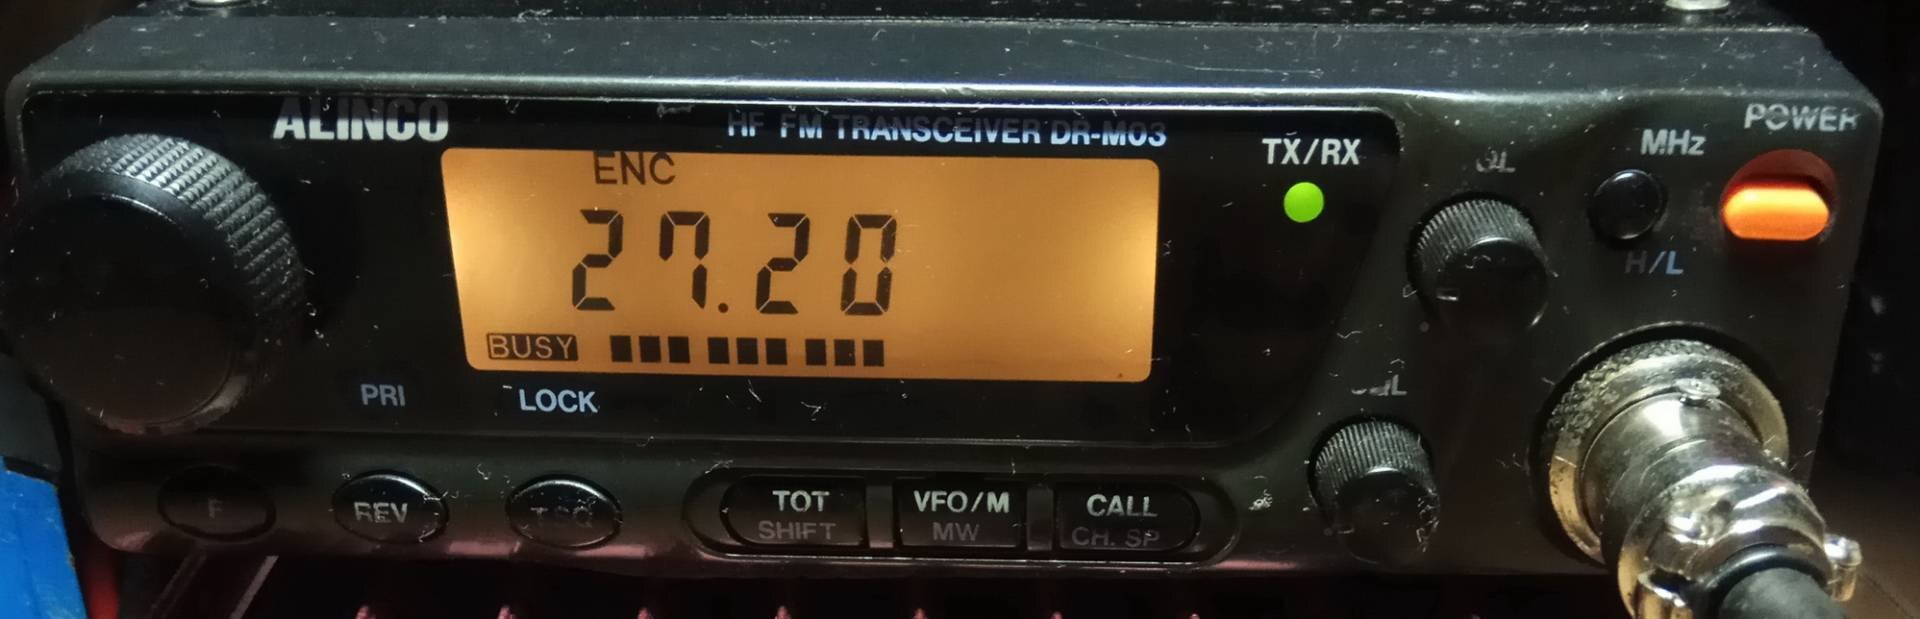 ALINCO
HF FM TRANSCEIVER DR-M03
TX/RX
MHz
POWER
H/L
ENC
27.20
BUSY
PRI
LOCK
F
REV
TSQ
TOT
SHIFT
VFO/M
MW
CALL
CH. SP